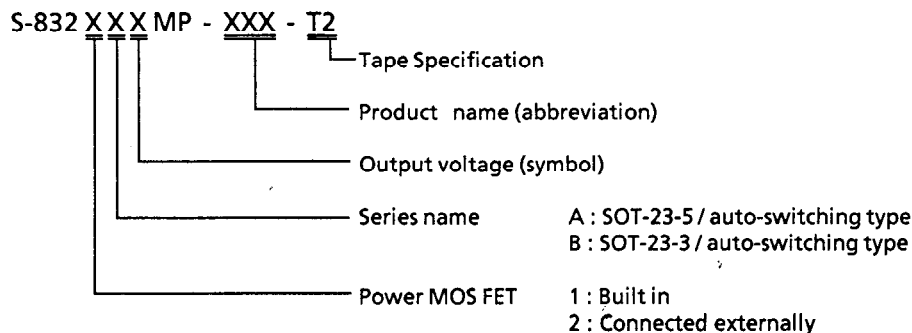 S-832 X X X MP - XXX - T2
Tape Specification
Product name (abbreviation)
Output voltage (symbol)
Series name A : SOT-23-5 / auto-switching type
B : SOT-23-3 / auto-switching type
Power MOS FET 1 : Built in
2 : Connected externally